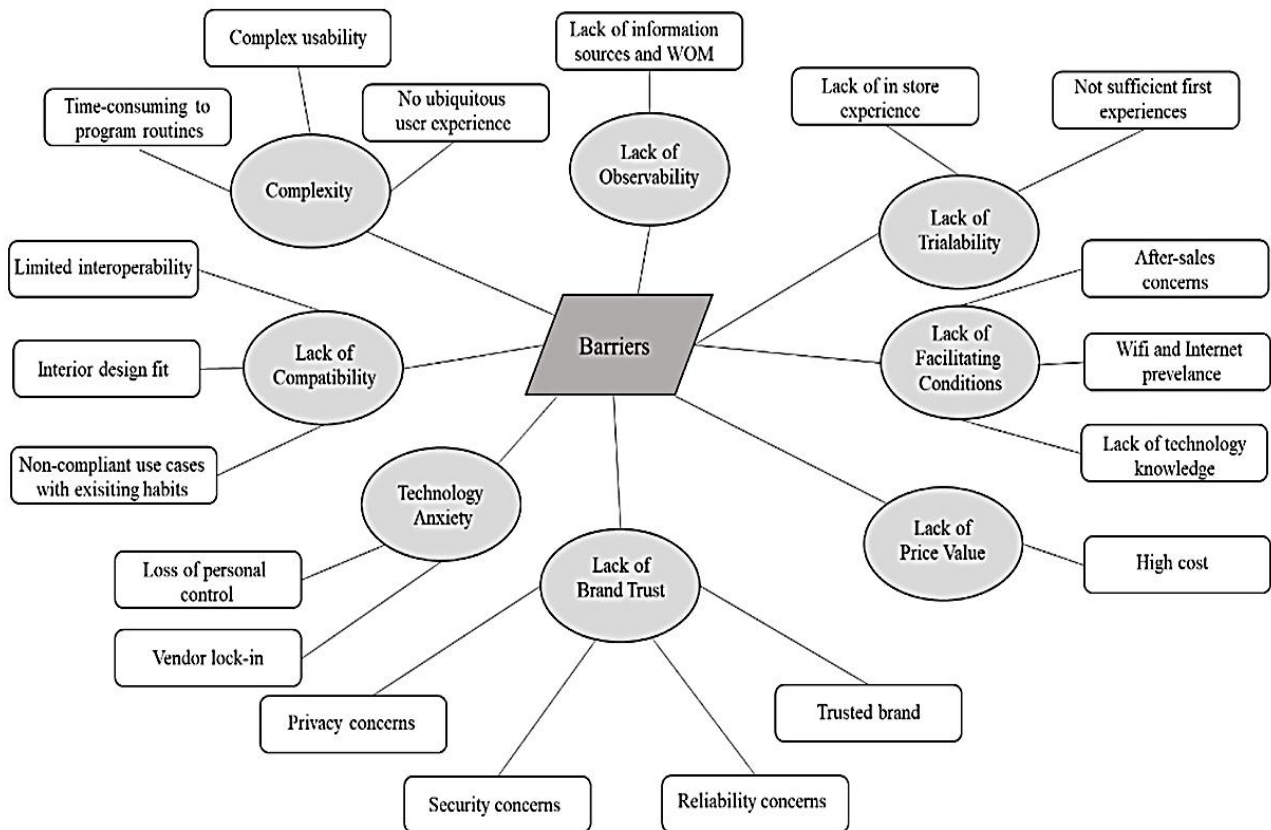 Complex usability
Time-consuming to
program routines
No ubiquitous
user experience
Complexity
Lack of information
sources and WOM
Lack of
Observability
Lack of in store
experience
Not sufficient first
experiences
Lack of
Trialability
Limited interoperability
Interior design fit
Non-compliant use cases
with exisiting habits
Lack of
Compatibility
Barriers
After-sales
concerns
Wifi and Internet
prevelance
Lack of technology
knowledge
Lack of
Facilitating
Conditions
Technology
Anxiety
Loss of personal
control
Vendor lock-in
Lack of
Brand Trust
Privacy concerns
Security concerns
Reliability concerns
Trusted brand
Lack of
Price Value
High cost